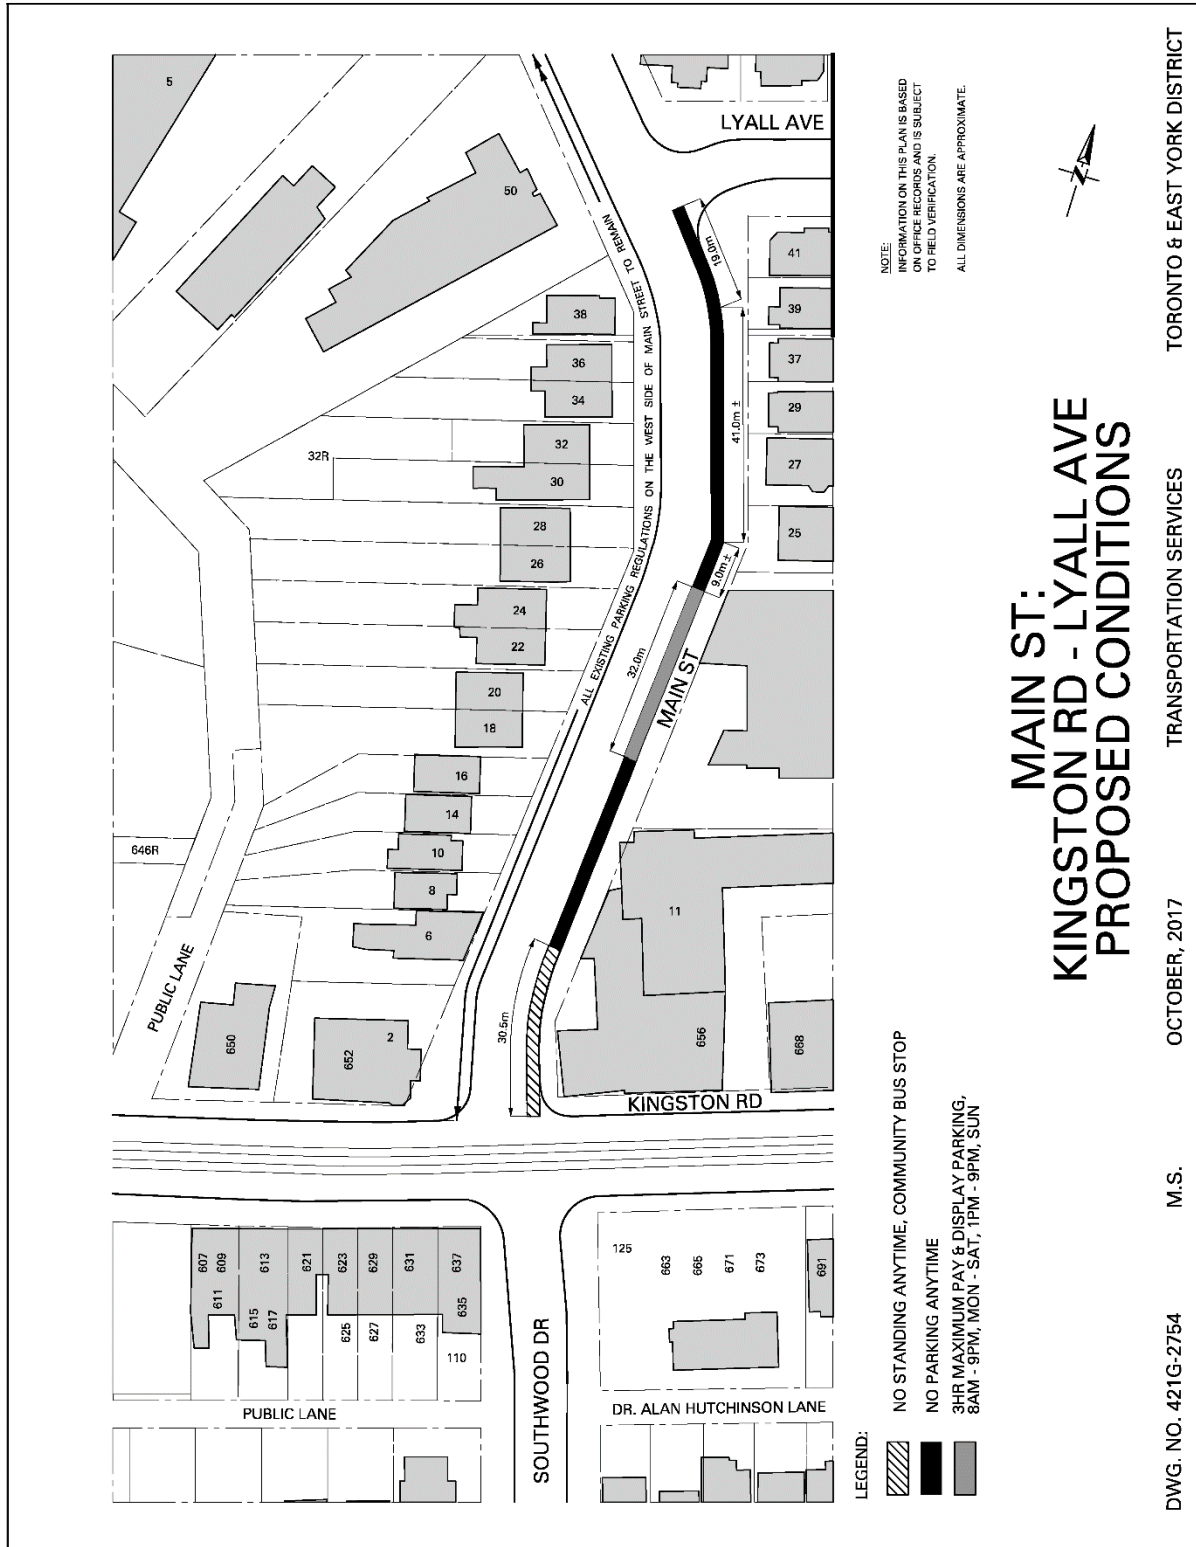 5
50
LYALL AVE
NOTE:
INFORMATION ON THIS PLAN IS BASED
ON OFFICE RECORDS AND IS SUBJECT
TO FIELD VERIFICATION.
ALL DIMENSIONS ARE APPROXIMATE.
N
41
39
37
29
27
25
19.0m
41.0m ±
9.0m ±
32.0m
30.5m
38
36
34
32R
32
30
28
26
24
22
20
18
16
14
10
8
6
646R
ALL EXISTING PARKING REGULATIONS ON THE WEST SIDE OF MAIN STREET TO REMAIN
MAIN ST
PUBLIC LANE
650
652
2
11
656
668
KINGSTON RD
607
609
611
613
615
617
621
623
625
629
627
631
633
637
635
110
125
663
665
671
673
691
PUBLIC LANE
SOUTHWOOD DR
DR. ALAN HUTCHINSON LANE
LEGEND:
NO STANDING ANYTIME, COMMUNITY BUS STOP
NO PARKING ANYTIME
3HR MAXIMUM PAY & DISPLAY PARKING,
8AM - 9PM, MON - SAT, 1PM - 9PM, SUN
MAIN ST:
KINGSTON RD - LYALL AVE
PROPOSED CONDITIONS
DWG. NO. 421G-2754
M.S.
OCTOBER, 2017
TRANSPORTATION SERVICES
TORONTO & EAST YORK DISTRICT